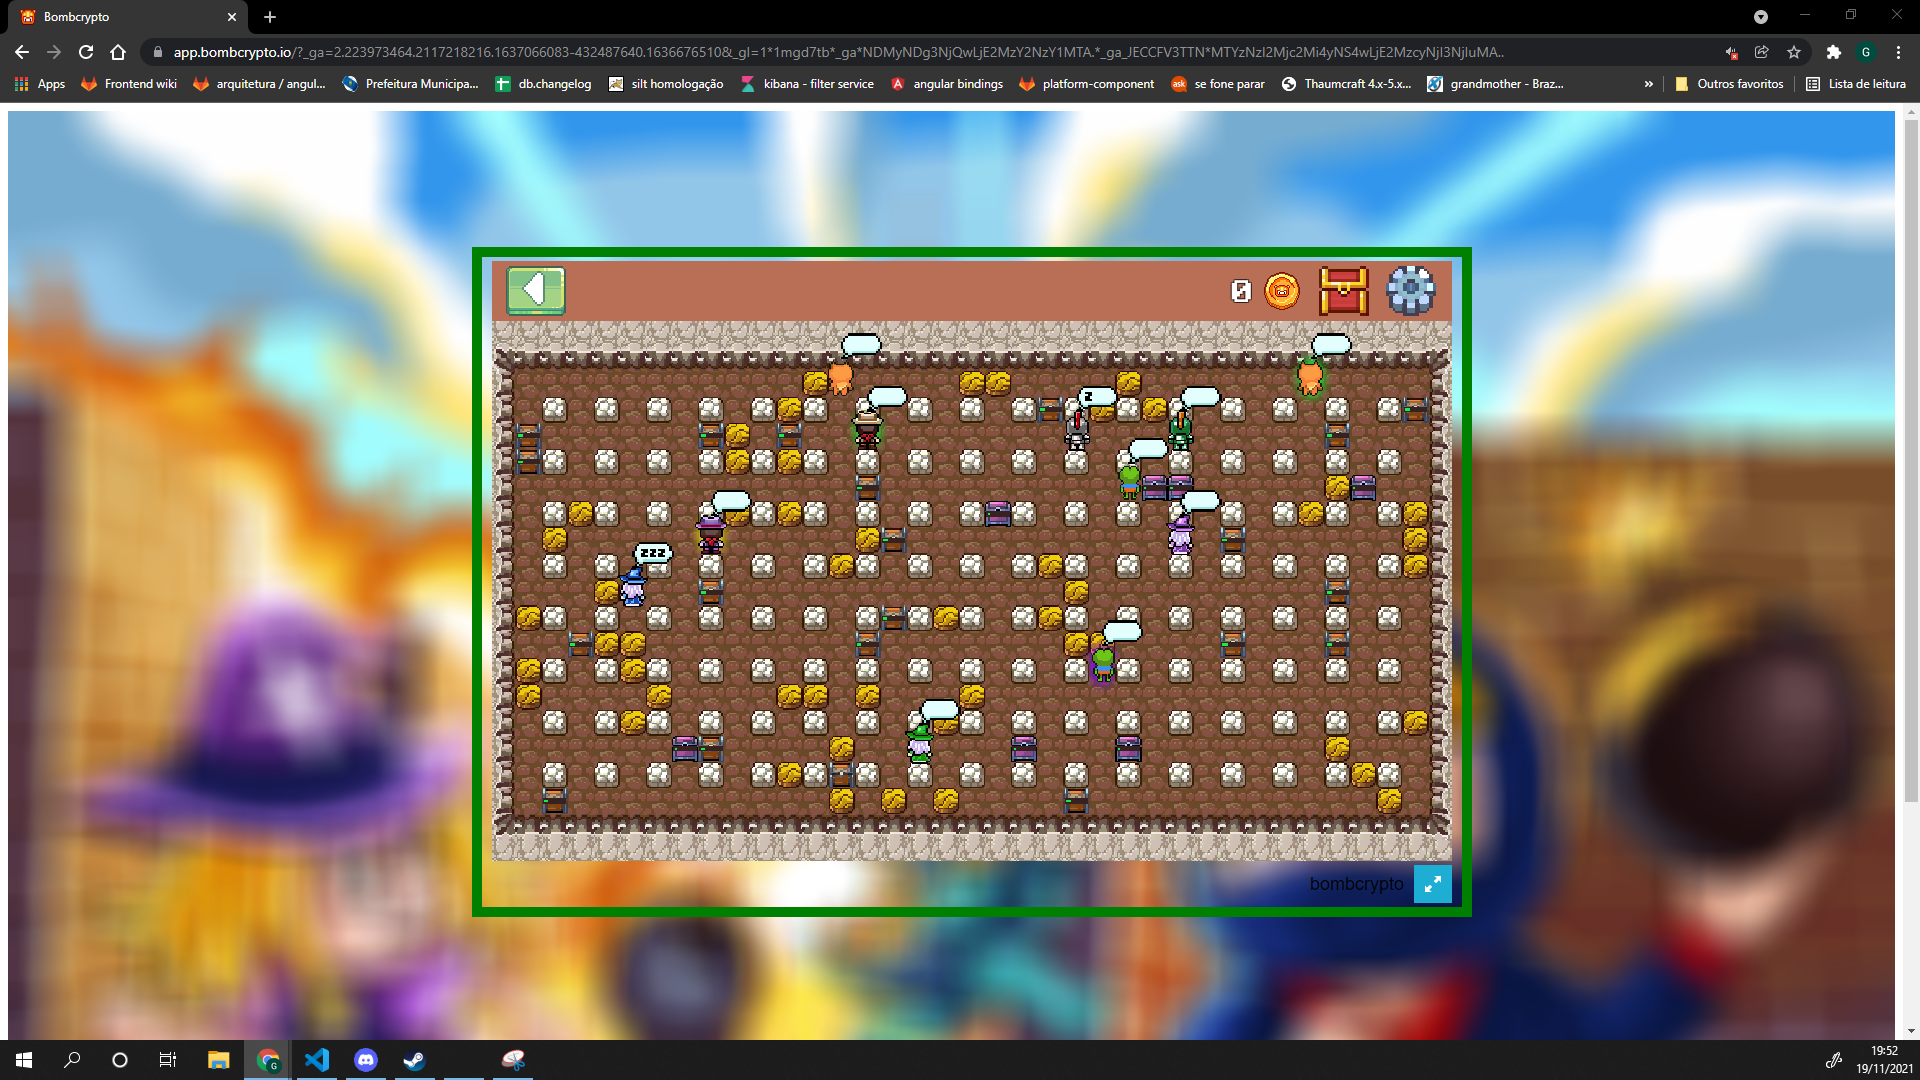 Bombcrypto
app.bombcrypto.io/?_ga=2.223973464.2117218216.1637066083-432487640.1636676510&_gl=1*1mgd7tb*_ga*NDMyNDg3NjQwLjE2MzY2NzY1MTA.*_ga_JECCFV3TTN*MTYzNzI2Mjc2Mi4yNS4wLjE2MzcyNjI3NjIuMA..
G
Apps
Frontend wiki
arquitetura / angul...
Prefeitura Municipa...
db.changelog
silt homologação
kibana - filter service
angular bindings
platform-component
ask
se fone parar
Thaumcraft 4.x-5.x...
grandmother - Braz...
»
Outros favoritos
Lista de leitura
0
z
zzz
bombcrypto
G
19:52
19/11/2021